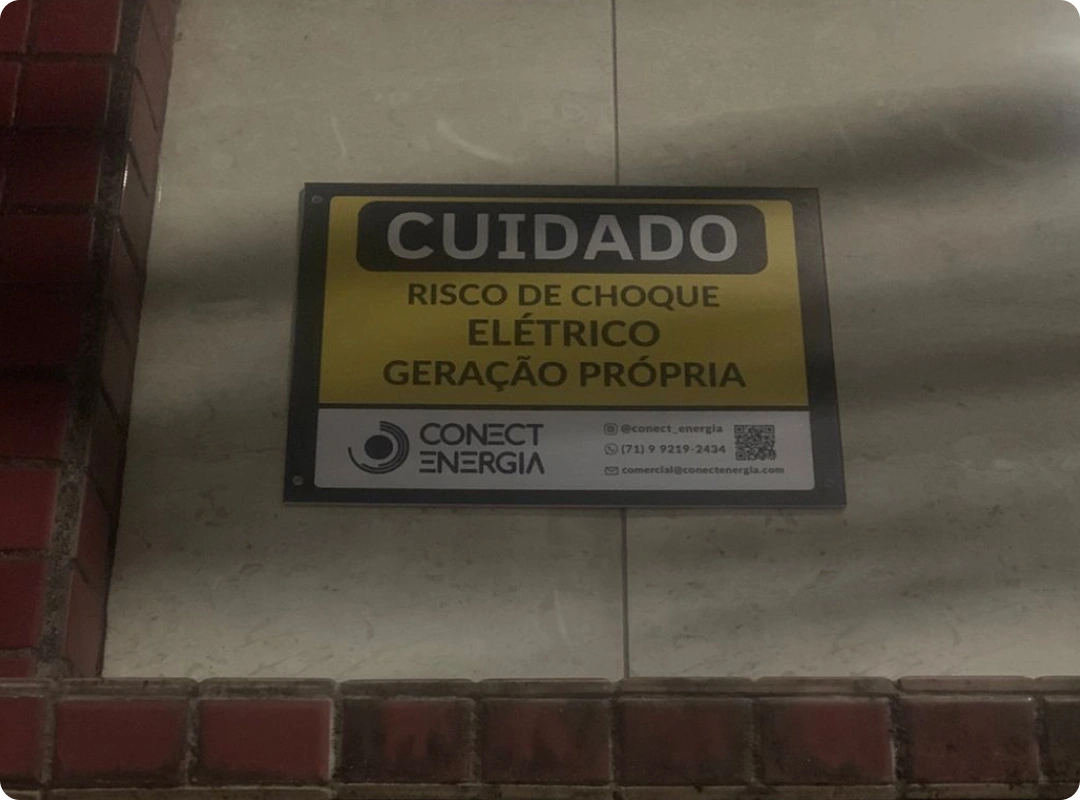 CUIDADO
RISCO DE CHOQUE
ELÉTRICO
GERAÇÃO PRÓPRIA
CONECT
ENERGIA
@conect_energia
(71) 9 9219-2434
comercial@conectenergia.com